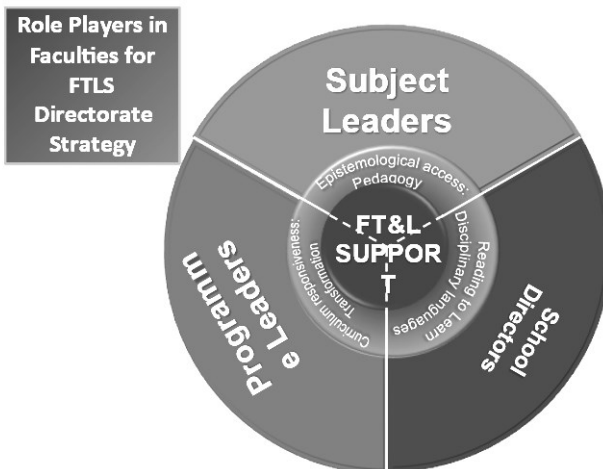 Role Players in
Faculties for
FTLS
Directorate
Strategy
Subject
Leaders
Epistemological access:
Pedagogy
FT&L
SUPPOR
T
Curriculum responsiveness:
Transformation
Reading to Learn
Disciplinary languages
Programm
e Leaders
School
Directors